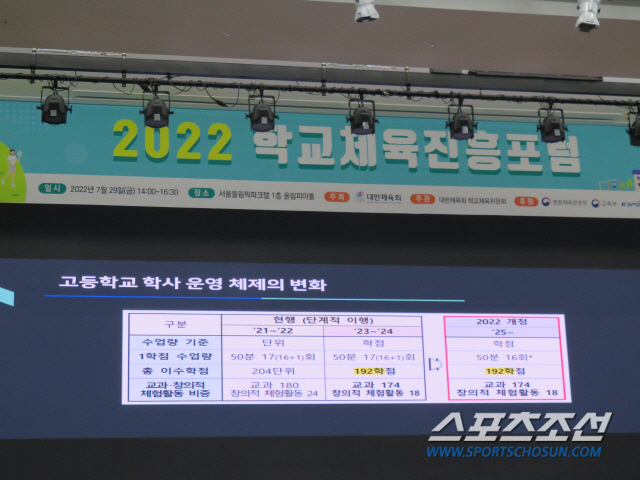 2022 학교체육진흥포럼
일시 2022년 7월 29일(금) 14:00~16:30 장소 서울올림픽파크텔 1층 올림피아홀 주최 대한체육회 주관 대한체육회 학교체육위원회 후원 문화체육관광부 교육부 KSPO
고등학교 학사 운영 체제의 변화
구분 현행 (단계적 이행) 2022 개정
'21~'22 '23~'24 '25~
수업량 기준 단위 학점 학점
1학점 수업량 50분 17(16+1)회 50분 17(16+1)회 50분 16회*
총 이수학점 204단위 192학점 192학점
교과·창의적 교과 180 교과 174 교과 174
체험활동 비중 창의적 체험활동 24 창의적 체험활동 18 창의적 체험활동 18
스포츠조선
WWW.SPORTSCHOSUN.COM